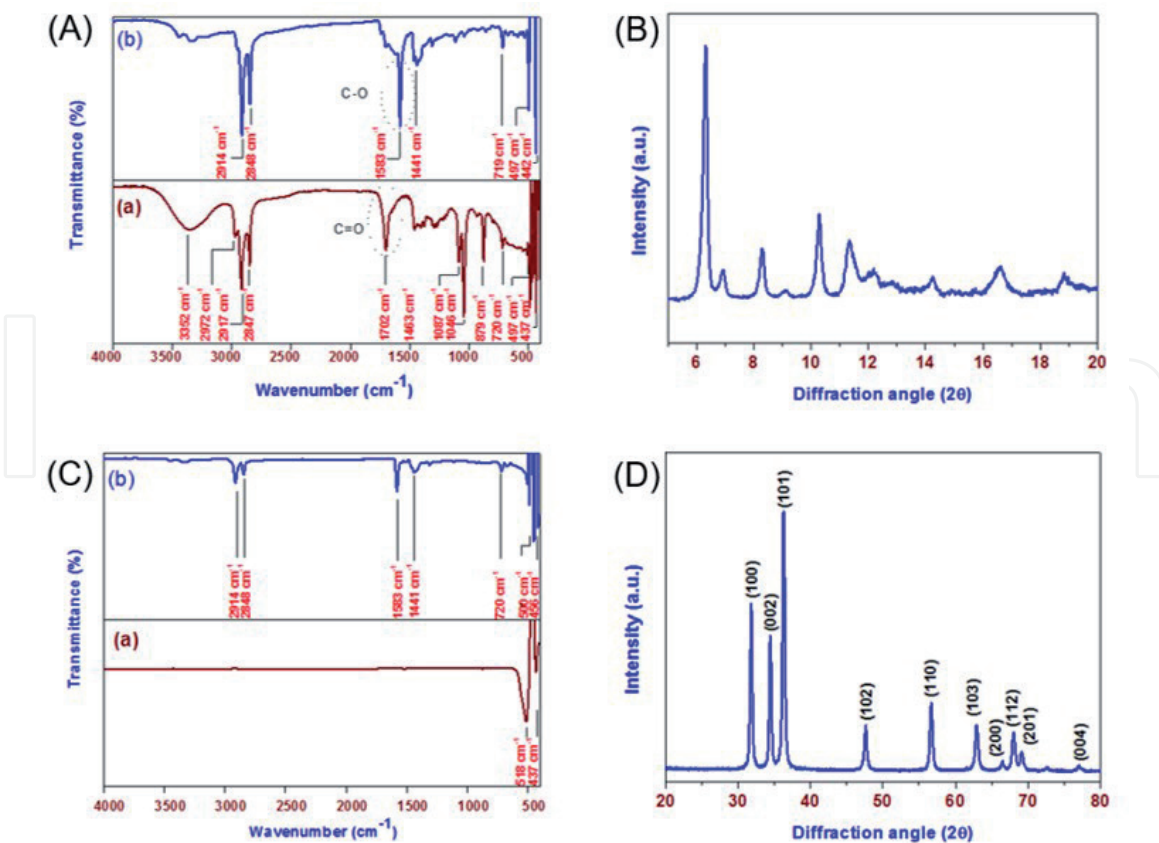 (A)
(b)
C-O
2914 cm-1
2848 cm-1
1583 cm-1
1441 cm-1
719 cm-1
497 cm-1
442 cm-1
(a)
C=O
3352 cm-1
2972 cm-1
2917 cm-1
2847 cm-1
1702 cm-1
1463 cm-1
1087 cm-1
1046 cm-1
879 cm-1
720 cm-1
497 cm-1
437 cm-1
Transmittance (%)
4000 3500 3000 2500 2000 1500 1000 500
Wavenumber (cm-1)
(B)
Intensity (a.u.)
6 8 10 12 14 16 18 20
Diffraction angle (2θ)
(C)
(b)
2914 cm-1
2848 cm-1
1583 cm-1
1441 cm-1
720 cm-1
500 cm-1
456 cm-1
(a)
518 cm-1
437 cm-1
Transmittance (%)
4000 3500 3000 2500 2000 1500 1000 500
Wavenumber (cm-1)
(D)
(100)
(002)
(101)
(102)
(110)
(103)
(200)
(112)
(201)
(004)
Intensity (a.u.)
20 30 40 50 60 70 80
Diffraction angle (2θ)